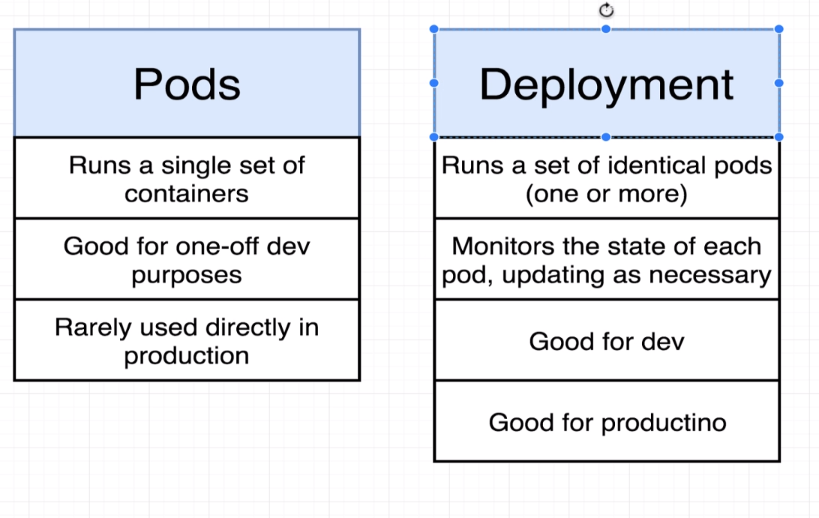 Pods
Runs a single set of
containers
Good for one-off dev
purposes
Rarely used directly in
production
Deployment
Runs a set of identical pods
(one or more)
Monitors the state of each
pod, updating as necessary
Good for dev
Good for productino